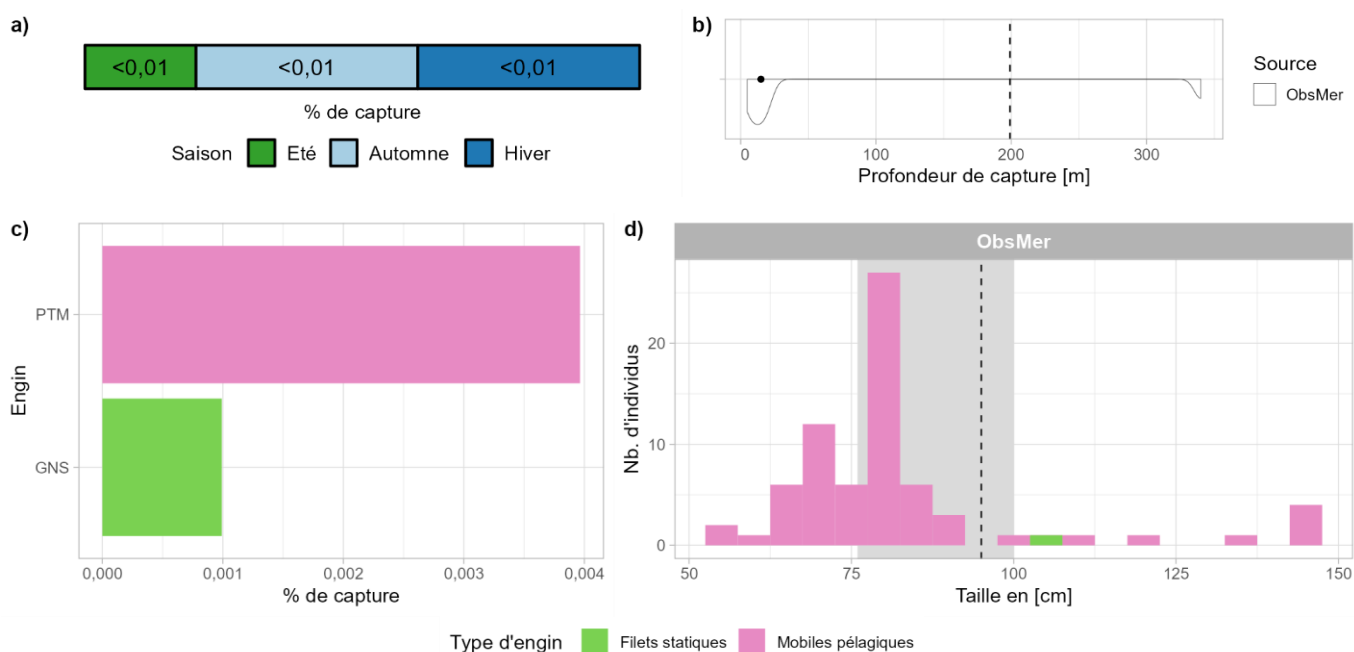 a)
<0,01 <0,01 <0,01
% de capture
Saison Eté Automne Hiver
b)
0 100 200 300
Profondeur de capture [m]
Source
ObsMer
c)
Engin
PTM
GNS
0,000 0,001 0,002 0,003 0,004
% de capture
d)
ObsMer
Nb. d'individus
20
10
0
50 75 100 125 150
Taille en [cm]
Type d'engin Filets statiques Mobiles pélagiques